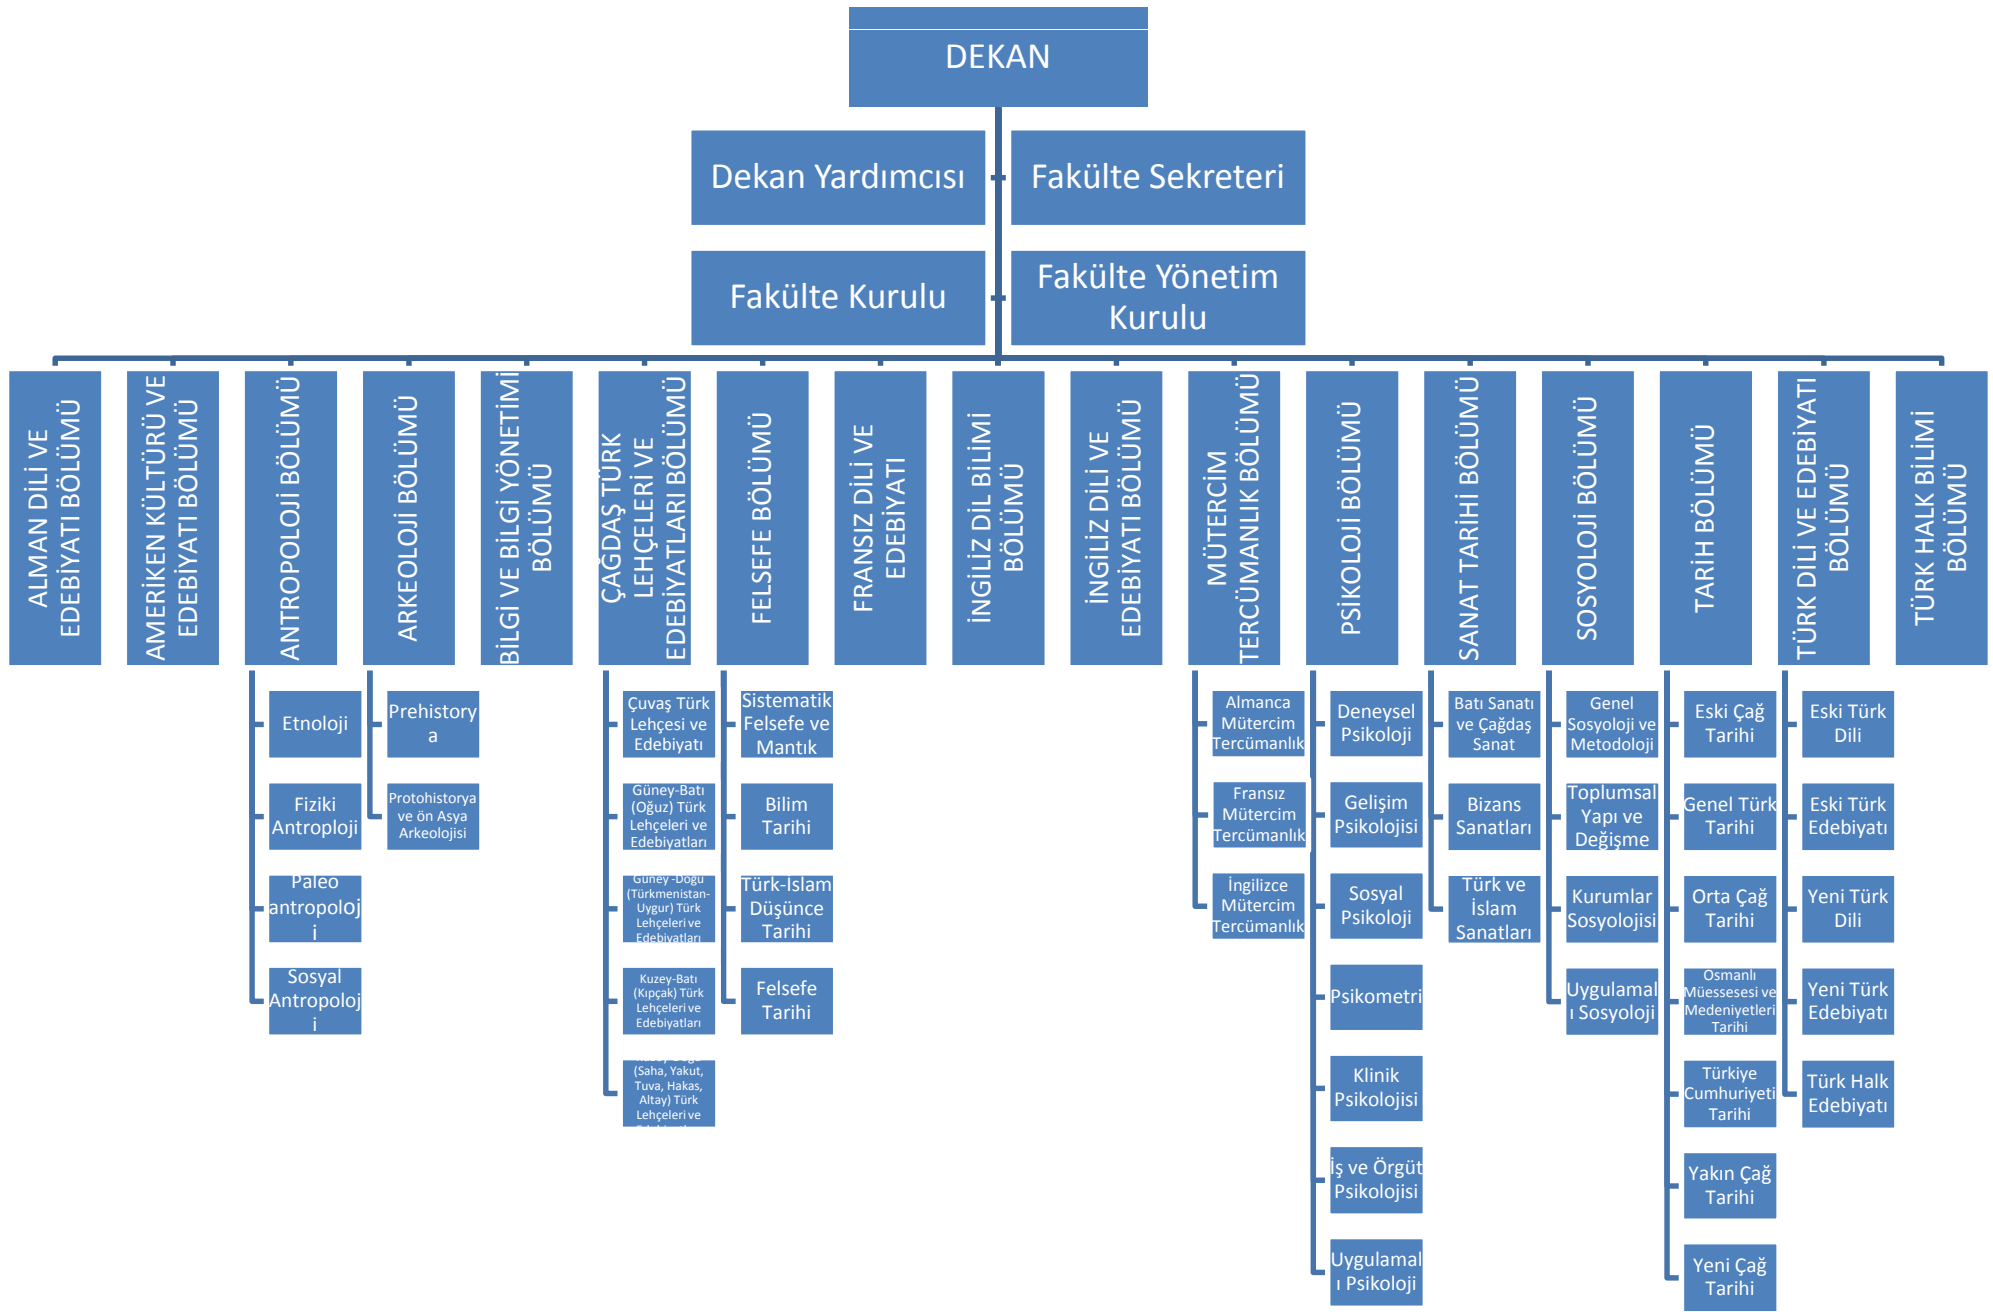 DEKAN
Dekan Yardımcısı
Fakülte Sekreteri
Fakülte Kurulu
Fakülte Yönetim
Kurulu
ALMAN DİLİ VE
EDEBİYATI BÖLÜMÜ
AMERİKEN KÜLTÜRÜ VE
EDEBİYATI BÖLÜMÜ
ANTROPOLOJİ BÖLÜMÜ
Etnoloji
Fiziki
Antroploji
Paleo
antropoloj
i
Sosyal
Antropoloj
i
ARKEOLOJİ BÖLÜMÜ
Prehistory
a
Protohistorya
ve ön Asya
Arkeolojisi
BİLGİ VE BİLGİ YÖNETİMİ
BÖLÜMÜ
ÇAĞDAŞ TÜRK
LEHÇELERİ VE
EDEBİYATLARI BÖLÜMÜ
Çuvaş Türk
Lehçesi ve
Edebiyatı
Güney-Batı
(Oğuz) Türk
Lehçeleri ve
Edebiyatları
Güney -Doğu
(Türkmenistan-
Uygur) Türk
Lehçeleri ve
Edebiyatları
Kuzey-Batı
(Kıpçak) Türk
Lehçeleri ve
Edebiyatları
(Saha, Yakut,
Tuva, Hakas,
Altay) Türk
Lehçeleri ve
FELSEFE BÖLÜMÜ
Sistematik
Felsefe ve
Mantık
Bilim
Tarihi
Türk-İslam
Düşünce
Tarihi
Felsefe
Tarihi
FRANSIZ DİLİ VE
EDEBİYATI
İNGİLİZ DİL BİLİMİ
BÖLÜMÜ
İNGİLİZ DİLİ VE
EDEBİYATI BÖLÜMÜ
MÜTERCİM
TERCÜMANLIK BÖLÜMÜ
Almanca
Mütercim
Tercümanlık
Fransız
Mütercim
Tercümanlık
İngilizce
Mütercim
Tercümanlık
PSİKOLOJİ BÖLÜMÜ
Deneysel
Psikoloji
Gelişim
Psikolojisi
Sosyal
Psikoloji
Psikometri
Klinik
Psikolojisi
İş ve Örgüt
Psikolojisi
Uygulamal
ı Psikoloji
SANAT TARİHİ BÖLÜMÜ
Batı Sanatı
ve Çağdaş
Sanat
Bizans
Sanatları
Türk ve
İslam
Sanatları
SOSYOLOJİ BÖLÜMÜ
Genel
Sosyoloji ve
Metodoloji
Toplumsal
Yapı ve
Değişme
Kurumlar
Sosyolojisi
Uygulamal
ı Sosyoloji
TARİH BÖLÜMÜ
Eski Çağ
Tarihi
Genel Türk
Tarihi
Orta Çağ
Tarihi
Osmanlı
Müessesesi ve
Medeniyetleri
Tarihi
Türkiye
Cumhuriyeti
Tarihi
Yakın Çağ
Tarihi
Yeni Çağ
Tarihi
TÜRK DİLİ VE EDEBİYATI
BÖLÜMÜ
Eski Türk
Dili
Eski Türk
Edebiyatı
Yeni Türk
Dili
Yeni Türk
Edebiyatı
Türk Halk
Edebiyatı
TÜRK HALK BİLİMİ
BÖLÜMÜ